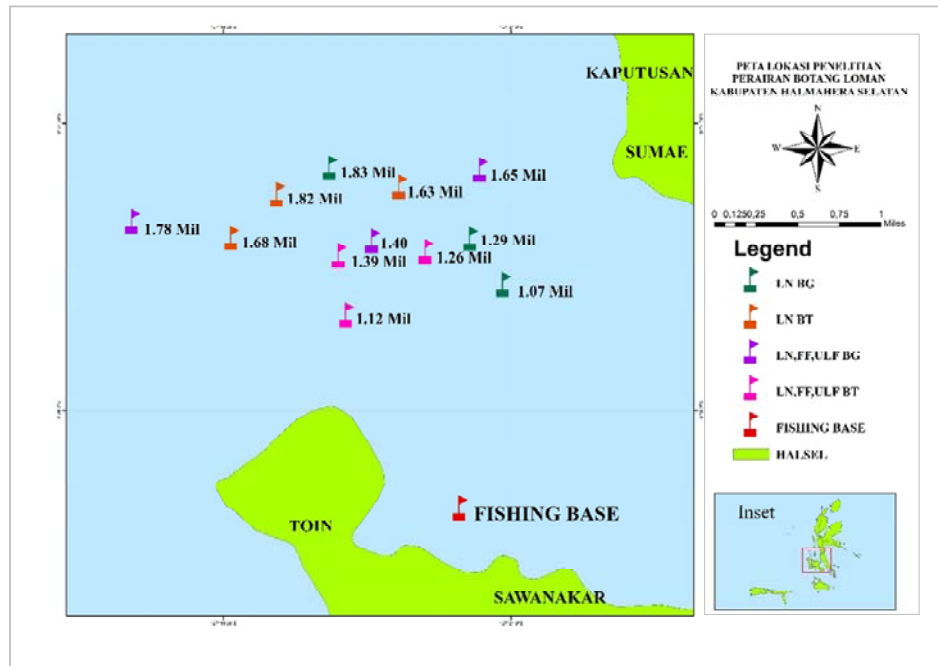 KAPUTUSAN
SUMAE
1.83 Mil
1.65 Mil
1.82 Mil
1.63 Mil
1.78 Mil
1.68 Mil
1.40
1.29 Mil
1.39 Mil
1.26 Mil
1.07 Mil
1.12 Mil
TOIN
FISHING BASE
SAWANAKAR
PETA LOKASI PENELITIAN
PERAIRAN BOTANG LOMAN
KABUPATEN HALMAHERA SELATAN
N
W E
S
0 0,1250,25 0,5 0,75 1
Miles
Legend
LN BG
LN BT
LN,FF,ULF BG
LN,FF,ULF BT
FISHING BASE
HALSEL
Inset